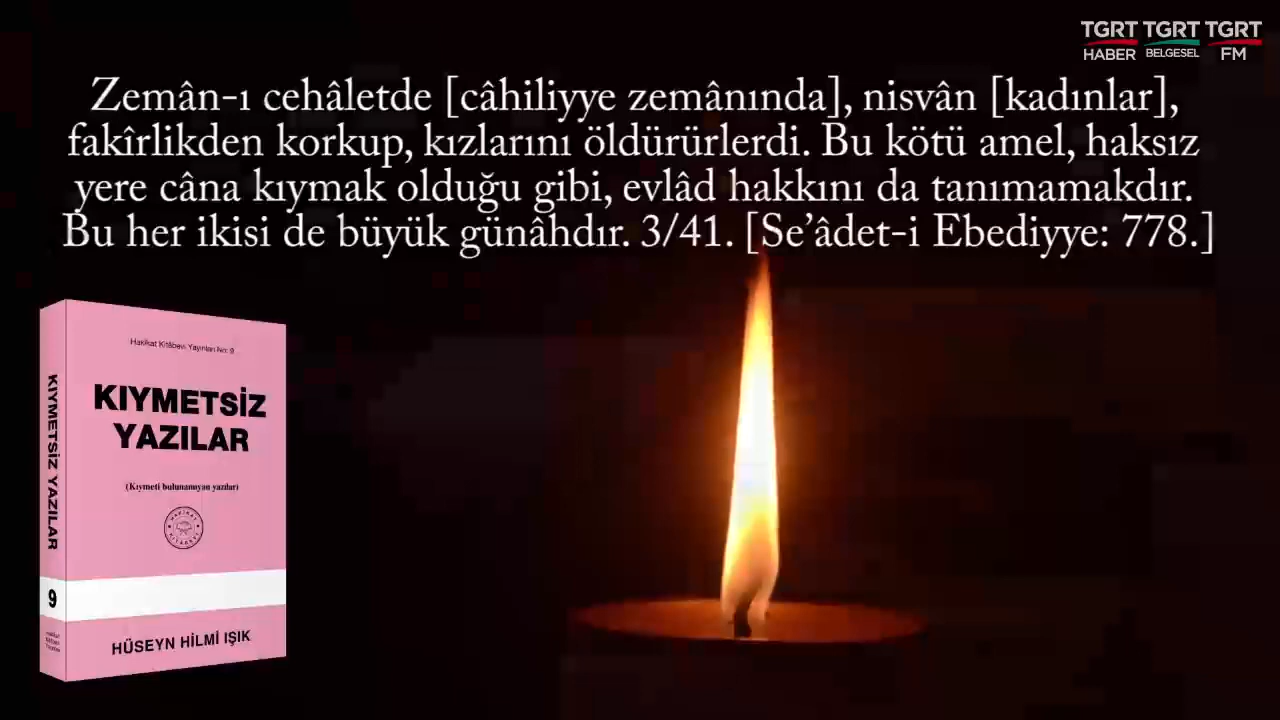 TGRT HABER
TGRT BELGESEL
TGRT FM
Zemân-ı cehâletde [câhiliyye zemânında], nisvân [kadınlar],
fakîrlikden korkup, kızlarını öldürürlerdi. Bu kötü amel, haksız
yere câna kıymak olduğu gibi, evlâd hakkını da tanımamakdır.
Bu her ikisi de büyük günâhdır. 3/41. [Se’âdet-i Ebediyye: 778.]
Hakîkat Kitâbevi Yayınları No: 9
KIYMETSİZ
YAZILAR
(Kıymeti bulunamıyan yazılar)
HÜSEYN HİLMİ IŞIK
KIYMETSİZ YAZILAR
9